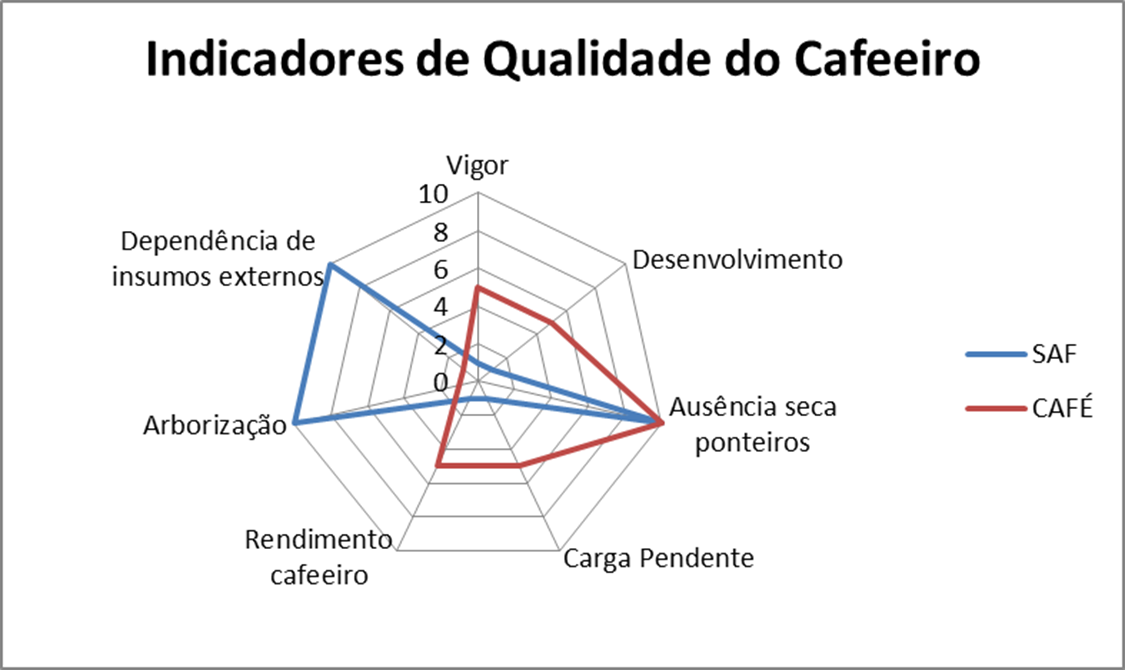 Indicadores de Qualidade do Cafeeiro
Vigor
10
8
6
4
2
0
Desenvolvimento
Ausência seca
ponteiros
Carga Pendente
Rendimento
cafeeiro
Arborização
Dependência de
insumos externos
SAF
CAFÉ